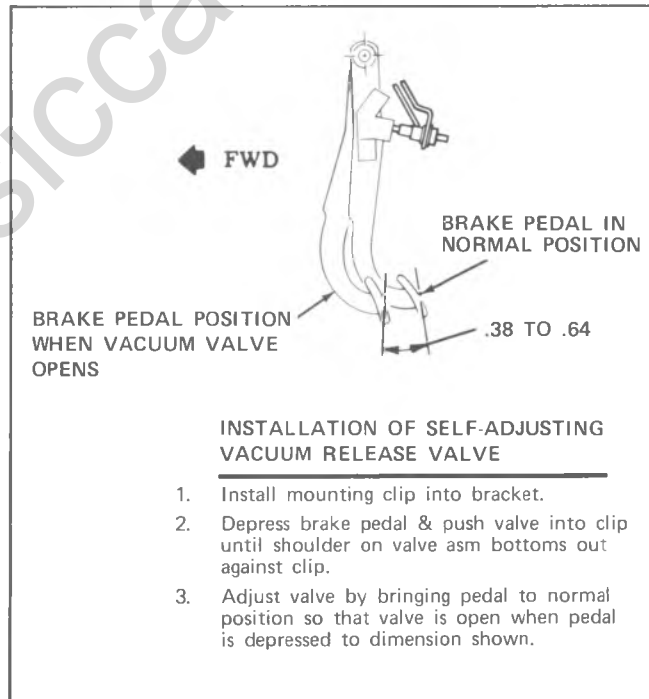 FWD
BRAKE PEDAL IN
NORMAL POSITION
BRAKE PEDAL POSITION
WHEN VACUUM VALVE
OPENS
.38 TO .64
INSTALLATION OF SELF-ADJUSTING
VACUUM RELEASE VALVE
1. Install mounting clip into bracket.
2. Depress brake pedal & push valve into clip
until shoulder on valve asm bottoms out
against clip.
3. Adjust valve by bringing pedal to normal
position so that valve is open when pedal
is depressed to dimension shown.